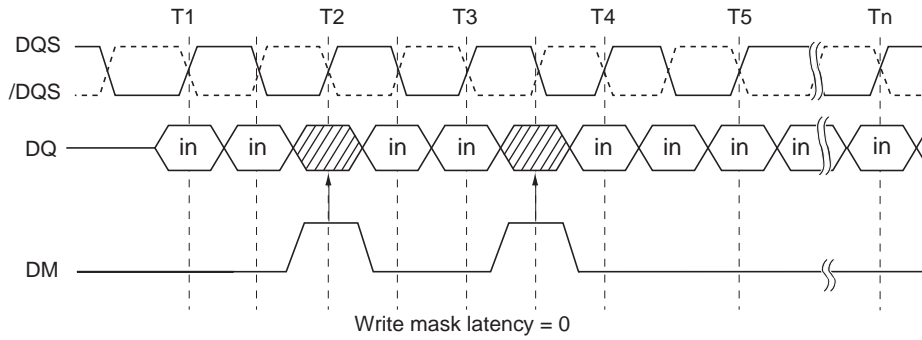 T1 T2 T3 T4 T5 Tn
DQS
/DQS
DQ in in in in in in in in in
DM
Write mask latency = 0